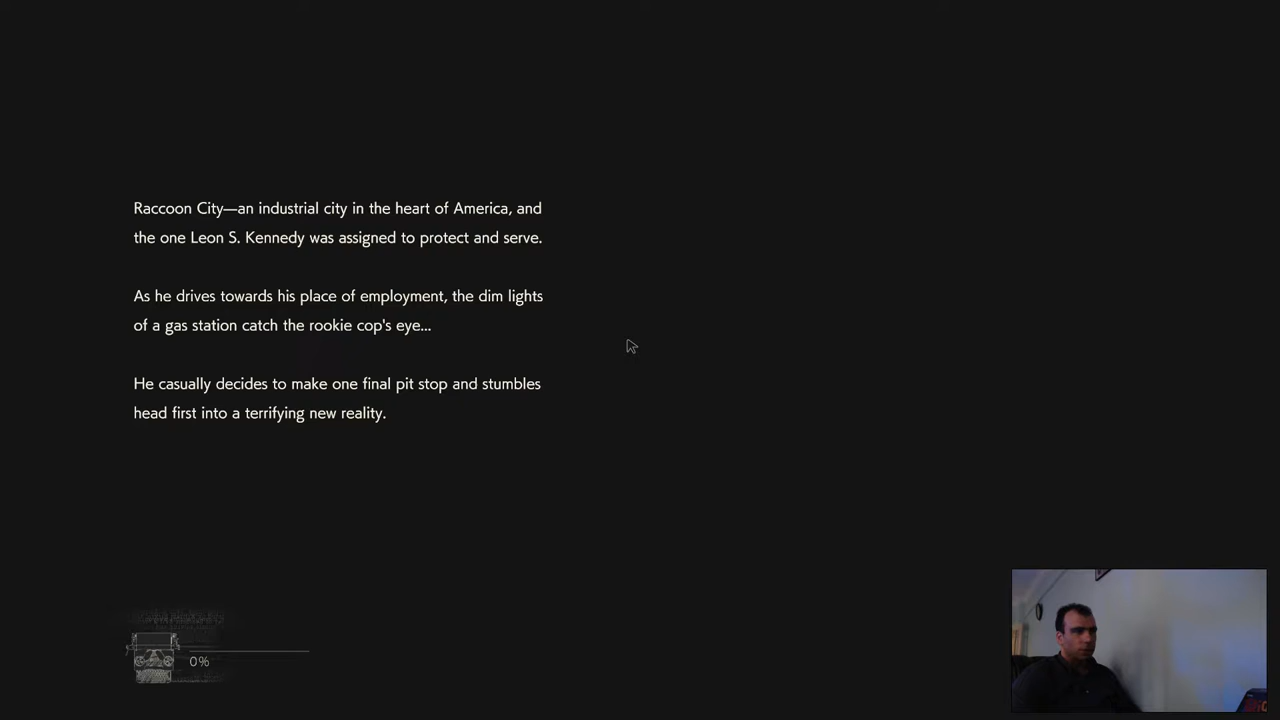 Raccoon City—an industrial city in the heart of America, and
the one Leon S. Kennedy was assigned to protect and serve.
As he drives towards his place of employment, the dim lights
of a gas station catch the rookie cop's eye...
He casually decides to make one final pit stop and stumbles
head first into a terrifying new reality.
0%